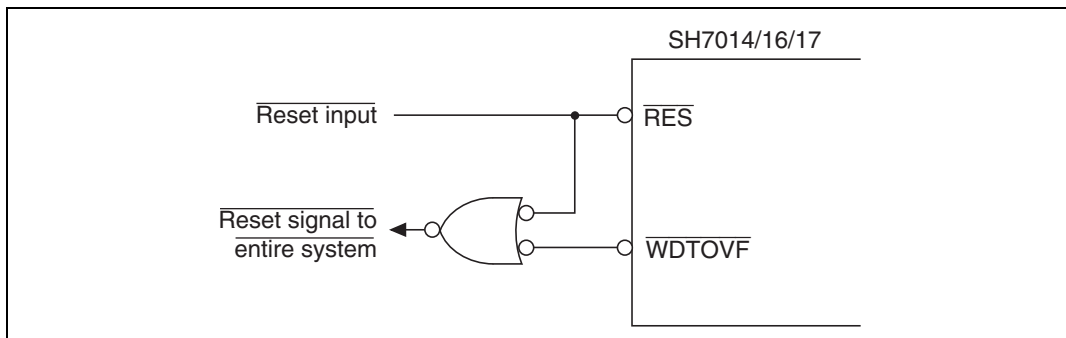 SH7014/16/17
Reset input
RES
Reset signal to
entire system
WDTOVF